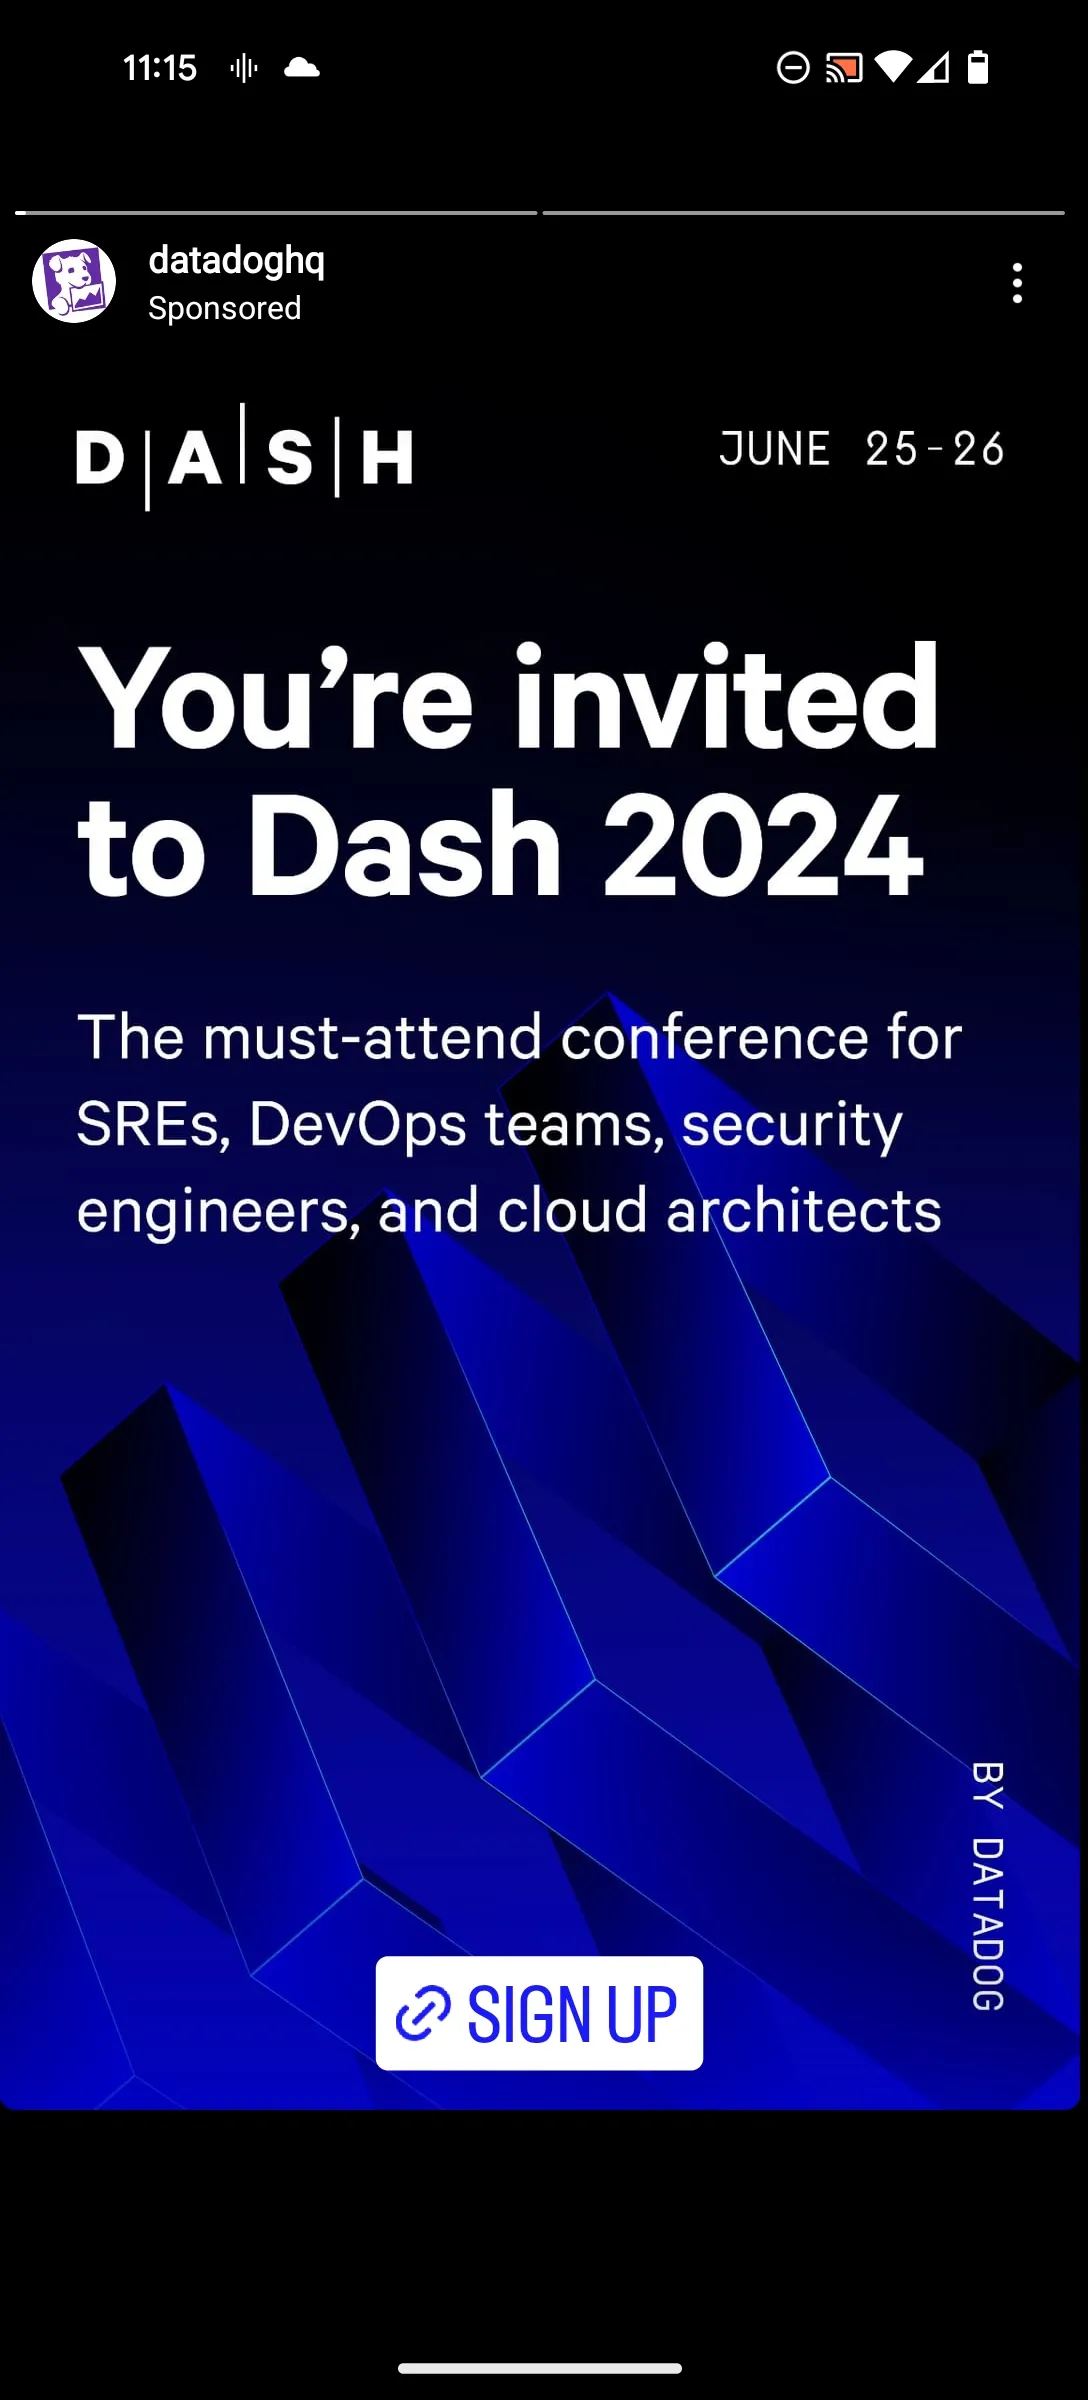 11:15
datadoghq
Sponsored
D|A|S|H
JUNE 25-26
You’re invited
to Dash 2024
The must-attend conference for
SREs, DevOps teams, security
engineers, and cloud architects
BY DATADOG
SIGN UP